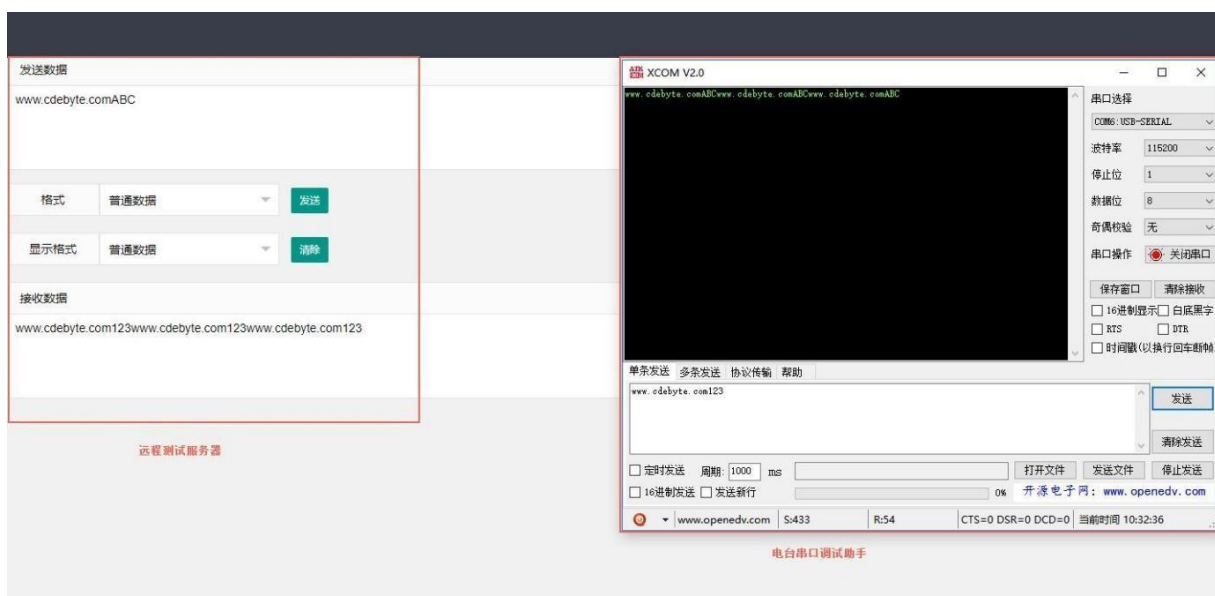 发送数据
www.cdebyte.comABC
格式
普通数据
发送
显示格式
普通数据
清除
接收数据
www.cdebyte.com123www.cdebyte.com123www.cdebyte.com123
远程测试服务器
XCOM V2.0
www.cdebyte.comABCwww.cdebyte.comABCwww.cdebyte.comABC
串口选择
COM6:USB-SERIAL
波特率 115200
停止位 1
数据位 8
奇偶校验 无
串口操作 关闭串口
保存窗口 清除接收
16进制显示 白底黑字
RTS DTR
时间戳(以换行回车断帧
单条发送 多条发送 协议传输 帮助
www.cdebyte.com123
发送
清除发送
定时发送 周期: 1000 ms 打开文件 发送文件 停止发送
16进制发送 发送新行 0% 开源电子网: www.openedv.com
www.openedv.com S:433 R:54 CTS=0 DSR=0 DCD=0 当前时间 10:32:36
电台串口调试助手